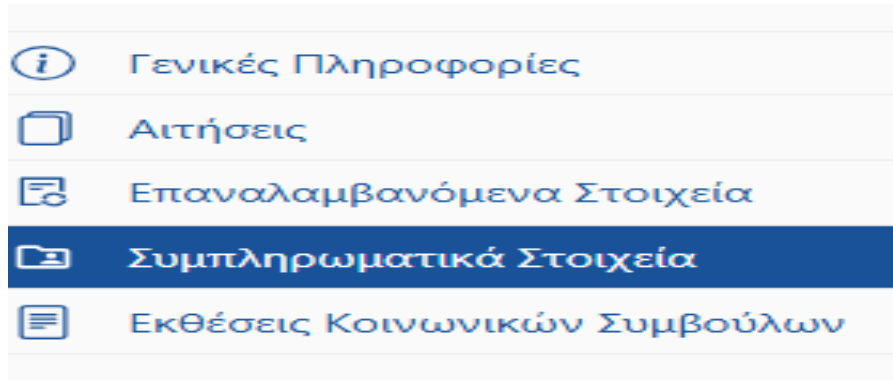 Γενικές Πληροφορίες
Αιτήσεις
Επαναλαμβανόμενα Στοιχεία
Συμπληρωματικά Στοιχεία
Εκθέσεις Κοινωνικών Συμβούλων